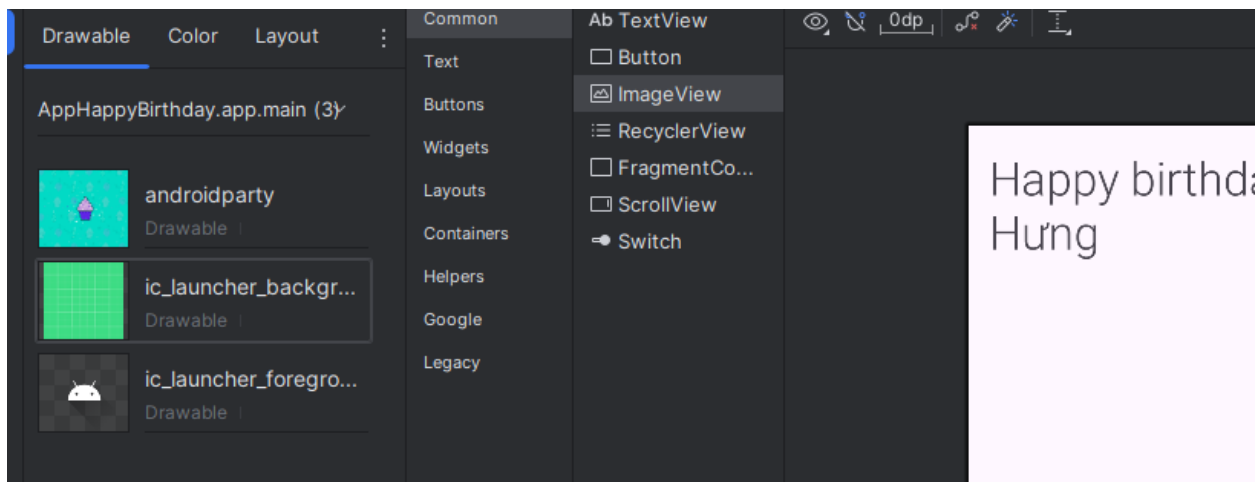 Drawable Color Layout
AppHappyBirthday.app.main (3)
androidparty
Drawable
ic_launcher_backgr...
Drawable
ic_launcher_foregro...
Drawable
Common
Text
Buttons
Widgets
Layouts
Containers
Helpers
Google
Legacy
Ab TextView
Button
ImageView
RecyclerView
FragmentCo...
ScrollView
Switch
0dp
Happy birthda
Hưng